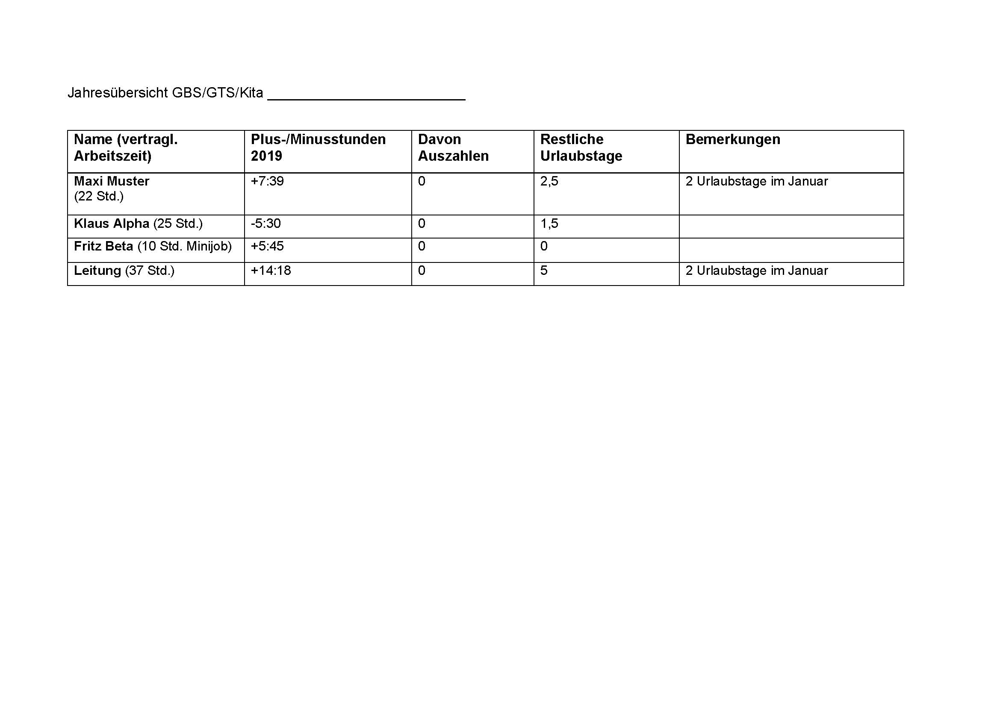 Jahresübersicht GBS/GTS/Kita
Name (vertragl. Arbeitszeit) Plus-/Minusstunden 2019 Davon Auszahlen Restliche Urlaubstage Bemerkungen
Maxi Muster (22 Std.) +7:39 0 2,5 2 Urlaubstage im Januar
Klaus Alpha (25 Std.) -5:30 0 1,5
Fritz Beta (10 Std. Minijob) +5:45 0 0
Leitung (37 Std.) +14:18 0 5 2 Urlaubstage im Januar